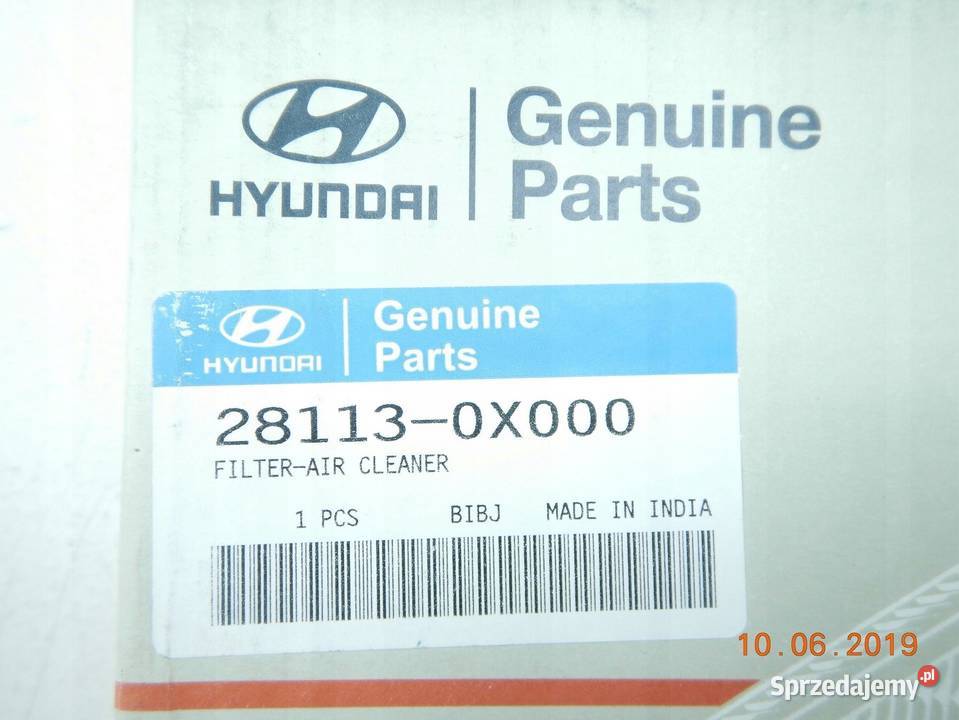 HYUNDAI
Genuine
Parts
HYUNDAI
Genuine
Parts
28113-0X000
FILTER-AIR CLEANER
1 PCS BIBJ MADE IN INDIA
10.06.2019
Sprzedajemy.pl